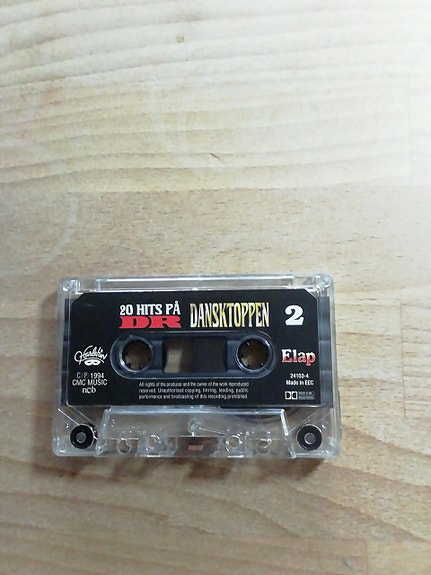 20 HITS PÅ
DR DANSKTOPPEN 2
Harlekin
Elap
© ℗ 1994
CMC MUSIC
ncb
24103-4
Made in EEC
All rights of the producer and the owner of the work reproduced
reserved. Unauthorised copying, hiring, lending, public
performance and broadcasting of this recording prohibited.